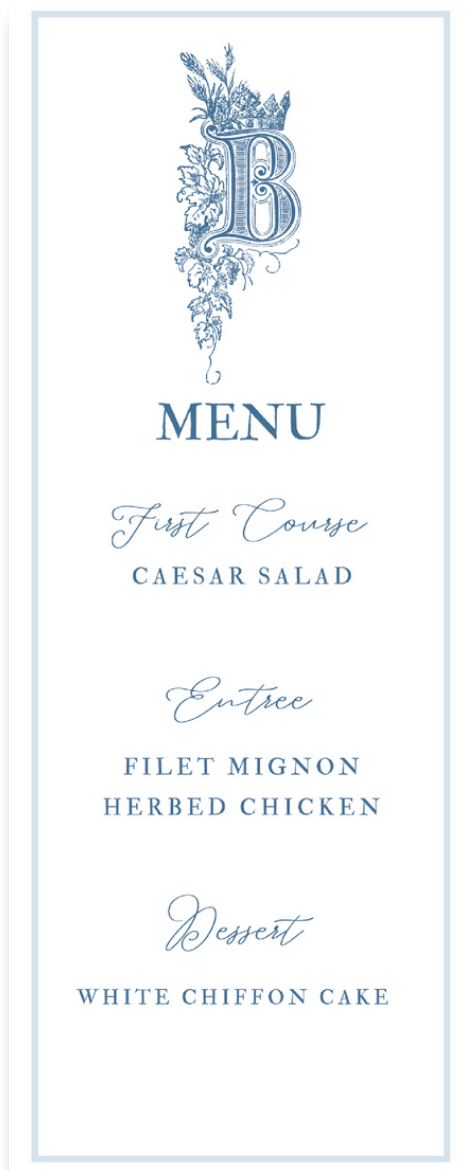 B
MENU
First Course
CAESAR SALAD
Entree
FILET MIGNON
HERBED CHICKEN
Dessert
WHITE CHIFFON CAKE